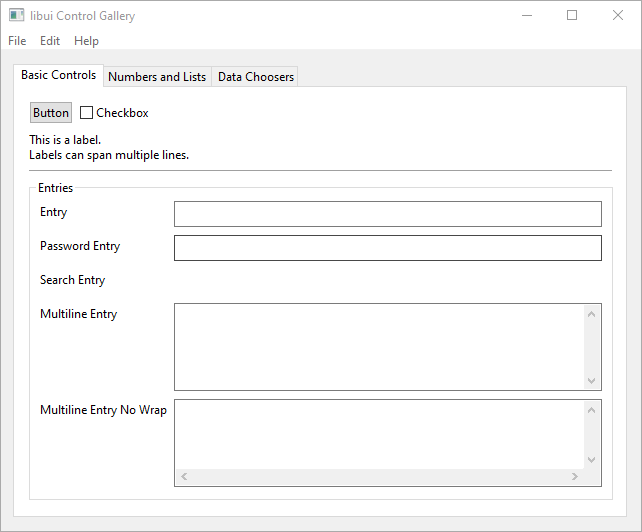 libui Control Gallery
File Edit Help
Basic Controls Numbers and Lists Data Choosers
Button Checkbox
This is a label.
Labels can span multiple lines.
Entries
Entry
Password Entry
Search Entry
Multiline Entry
Multiline Entry No Wrap